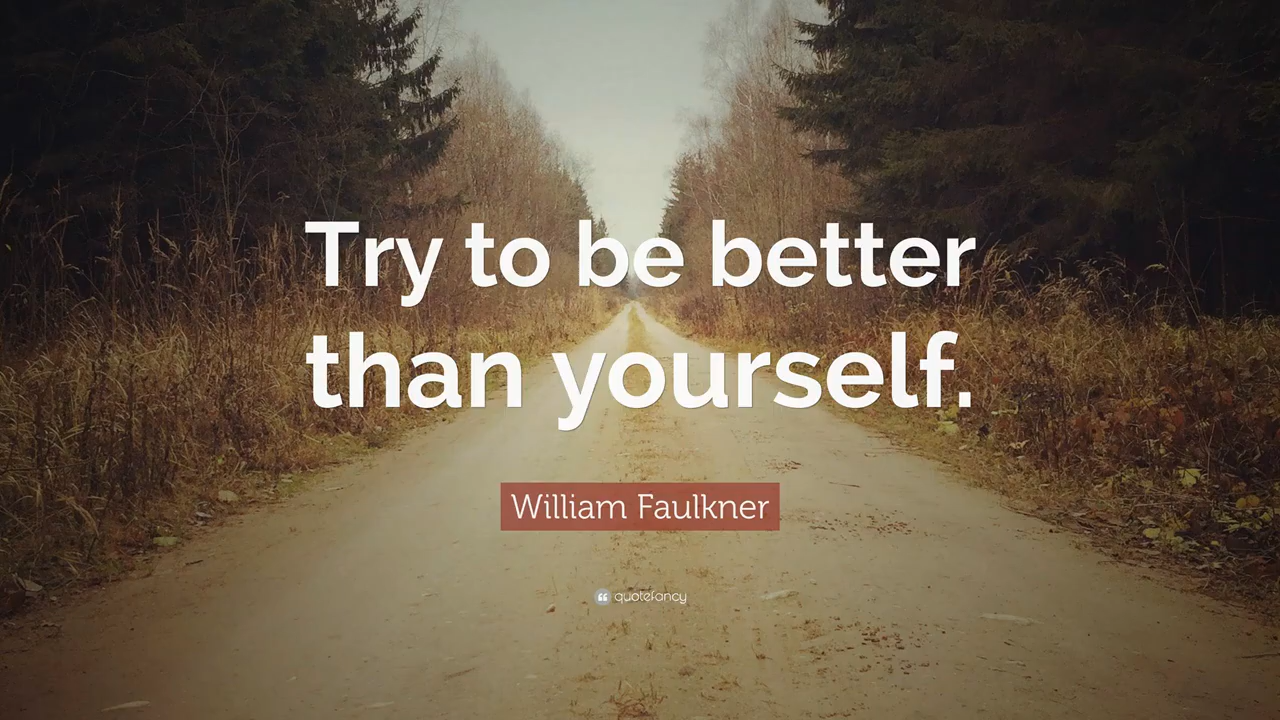 Try to be better
than yourself.
William Faulkner
quotefancy